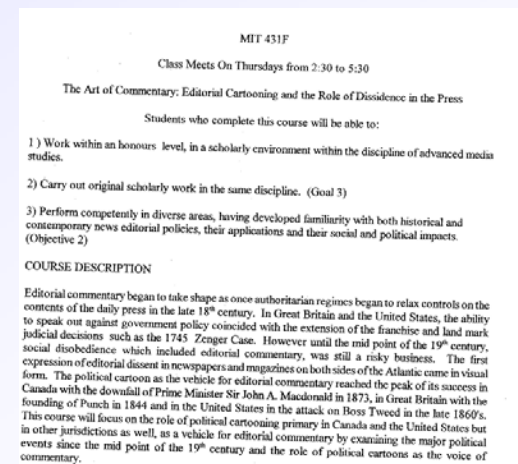 MIT 431F
Class Meets On Thursdays from 2:30 to 5:30
The Art of Commentary: Editorial Cartooning and the Role of Dissidence in the Press
Students who complete this course will be able to:
1 ) Work within an honours level, in a scholarly environment within the discipline of advanced media
studies.
2) Carry out original scholarly work in the same discipline. (Goal 3)
3) Perform competently in diverse areas, having developed familiarity with both historical and
contemporary news editorial policies, their applications and their social and political impacts.
(Objective 2)
COURSE DESCRIPTION
Editorial commentary began to take shape as once authoritarian regimes began to relax controls on the
contents of the daily press in the late 18th century. In Great Britain and the United States, the ability
to speak out against government policy coincided with the extension of the franchise and land mark
judicial decisions such as the 1745 Zenger Case. However until the mid point of the 19th century,
social disobedience which included editorial commentary, was still a risky business. The first
expression of editorial dissent in newspapers and magazines on both sides of the Atlantic came in visual
form. The political cartoon as the vehicle for editorial commentary reached the peak of its success in
Canada with the downfall of Prime Minister Sir John A. Macdonald in 1873, in Great Britain with the
founding of Punch in 1844 and in the United States in the attack on Boss Tweed in the late 1860's.
This course will focus on the role of political cartooning primary in Canada and the United States but
in other jurisdictions as well, as a vehicle for editorial commentary by examining the major political
events since the mid point of the 19th century and the role of political cartoons as the voice of
commentary.